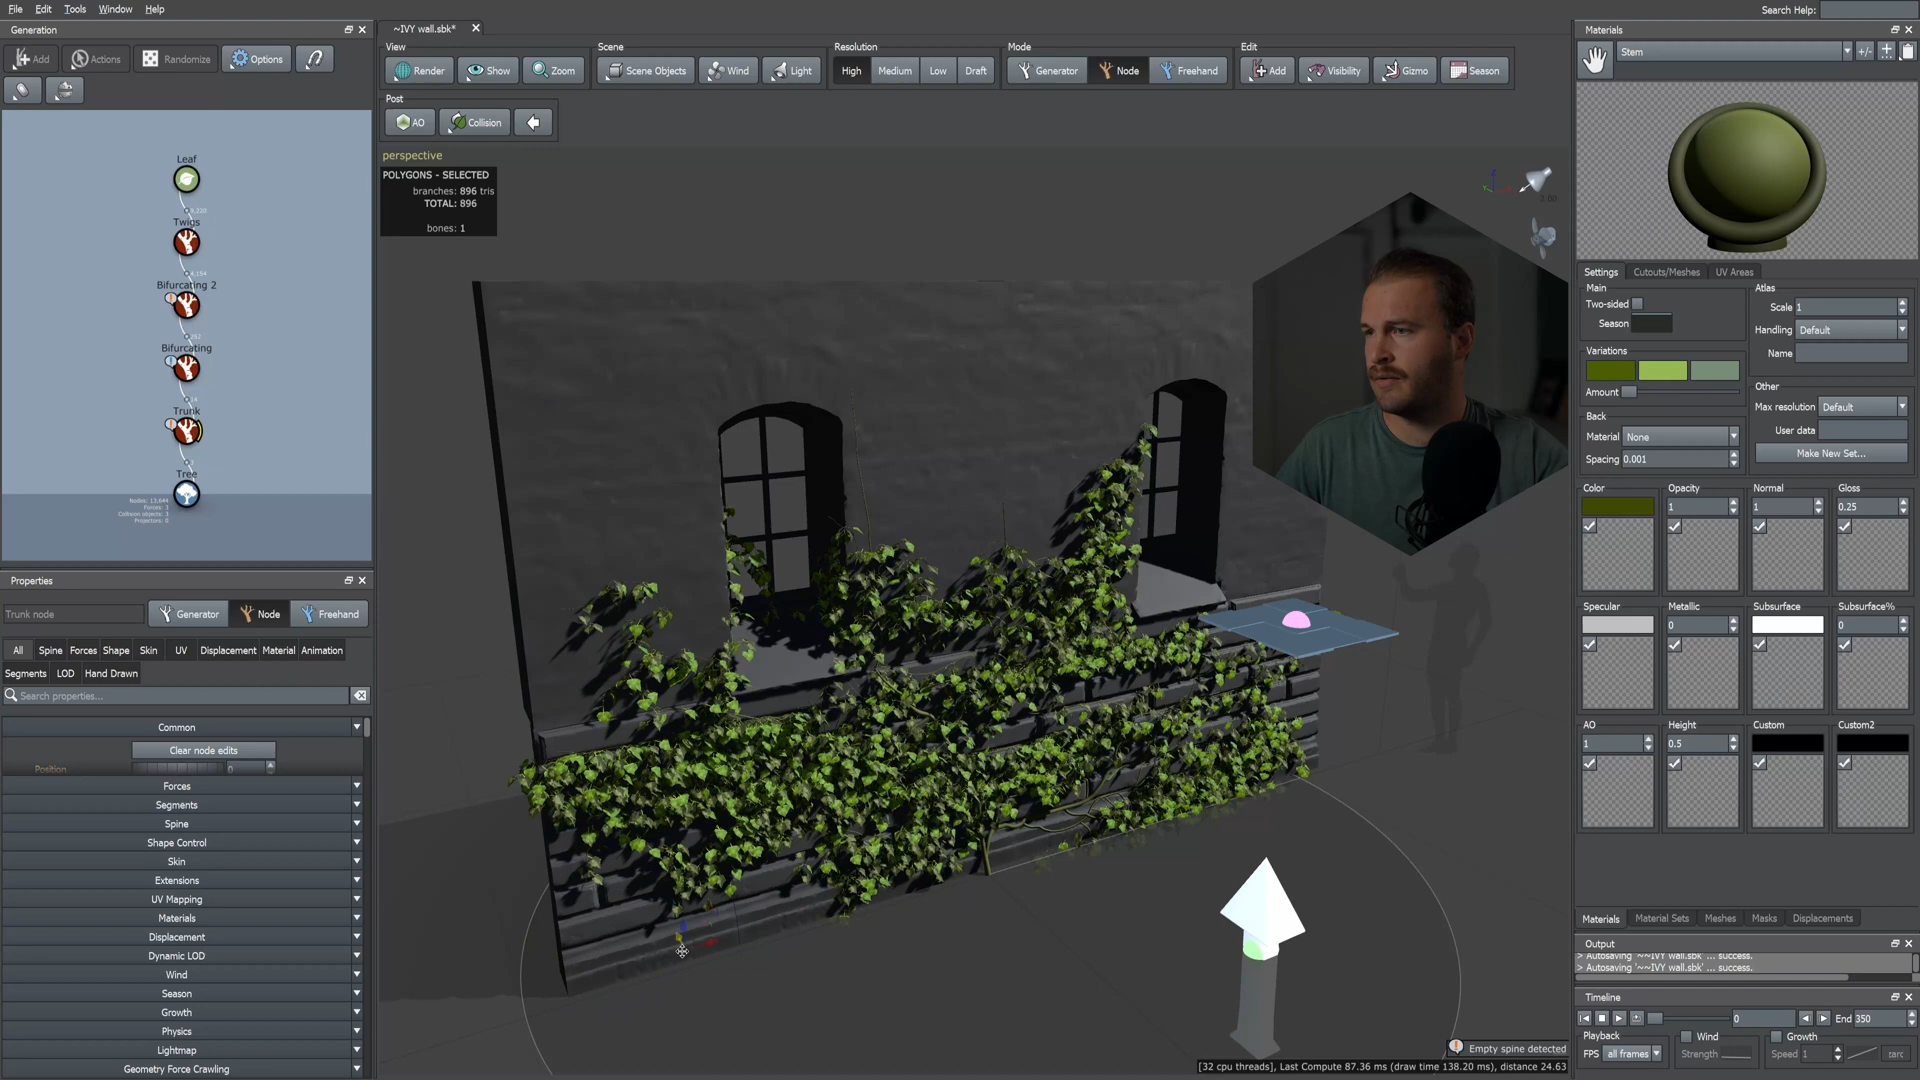 File Edit Tools Window Help
Search Help:
Generation
Add Actions Randomize Options
Leaf
Twigs
Bifurcating 2
Bifurcating
Trunk
Tree
Nodes: 13,644
Forces: 3
Collision objects: 3
Projectors: 0
Properties
Trunk node Generator Node Freehand
All Spine Forces Shape Skin UV Displacement Material Animation
Segments LOD Hand Drawn
Search properties...
Common
Clear node edits
Position 0
Forces
Segments
Spine
Shape Control
Skin
Extensions
UV Mapping
Materials
Displacement
Dynamic LOD
Wind
Season
Growth
Physics
Lightmap
Geometry Force Crawling
~IVY wall.sbk*
View Scene Resolution Mode Edit
Render Show Zoom Scene Objects Wind Light High Medium Low Draft Generator Node Freehand Add Visibility Gizmo Season
Post
AO Collision
perspective
POLYGONS - SELECTED
branches: 896 tris
TOTAL: 896
bones: 1
Empty spine detected
[32 cpu threads], Last Compute 87.36 ms (draw time 138.20 ms), distance 24.63
Materials
Stem +/-
Settings Cutouts/Meshes UV Areas
Main
Two-sided
Season
Variations
Amount
Back
Material None
Spacing 0.001
Atlas
Scale 1
Handling Default
Name
Other
Max resolution Default
User data
Make New Set...
Color Opacity Normal Gloss
1 1 0.25
Specular Metallic Subsurface Subsurface%
0 0
AO Height Custom Custom2
1 0.5
Materials Material Sets Meshes Masks Displacements
Output
> Autosaving '~~IVY wall.sbk' ... success.
> Autosaving '~~IVY wall.sbk' ... success.
Timeline
0 End 350
Playback Wind Growth
FPS all frames Strength Speed 1